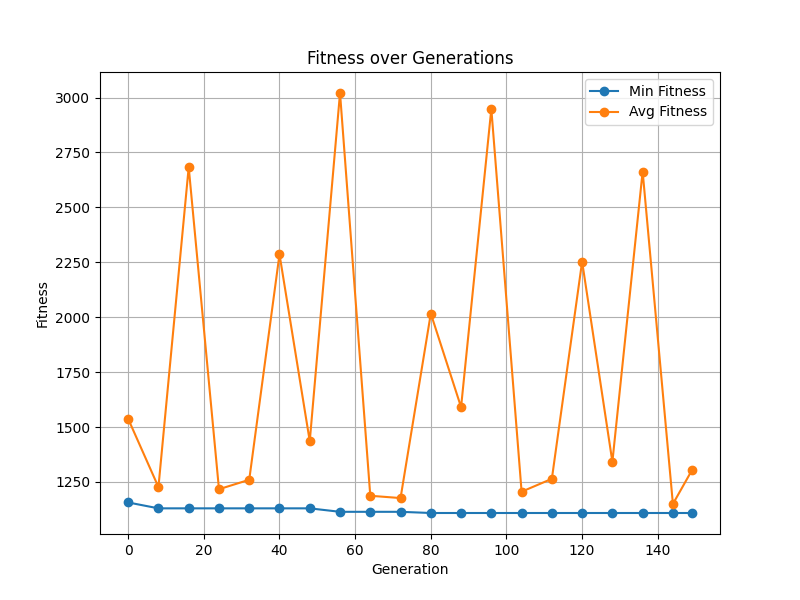 Fitness over Generations
Min Fitness
Avg Fitness
3000
2750
2500
2250
2000
1750
1500
1250
Fitness
0 20 40 60 80 100 120 140
Generation